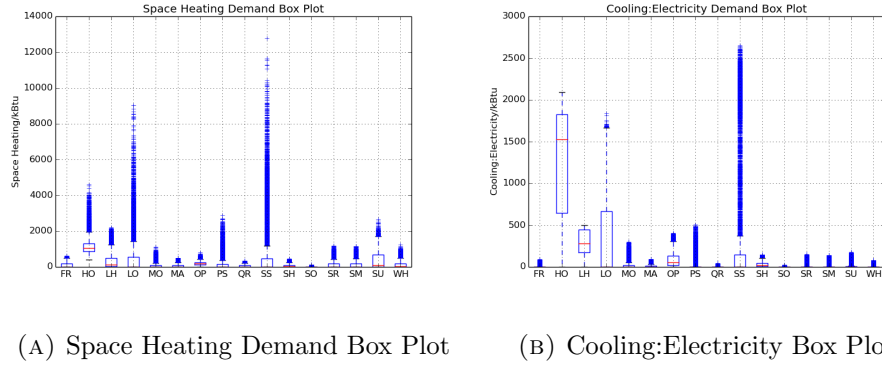 Space Heating Demand Box Plot
Space Heating/kBtu
14000
12000
10000
8000
6000
4000
2000
0
FR HO LH LO MO MA OP PS QR SS SH SO SR SM SU WH
Cooling:Electricity Demand Box Plot
Cooling:Electricity/kBtu
3000
2500
2000
1500
1000
500
0
FR HO LH LO MO MA OP PS QR SS SH SO SR SM SU WH
(A) Space Heating Demand Box Plot
(B) Cooling:Electricity Box Plo